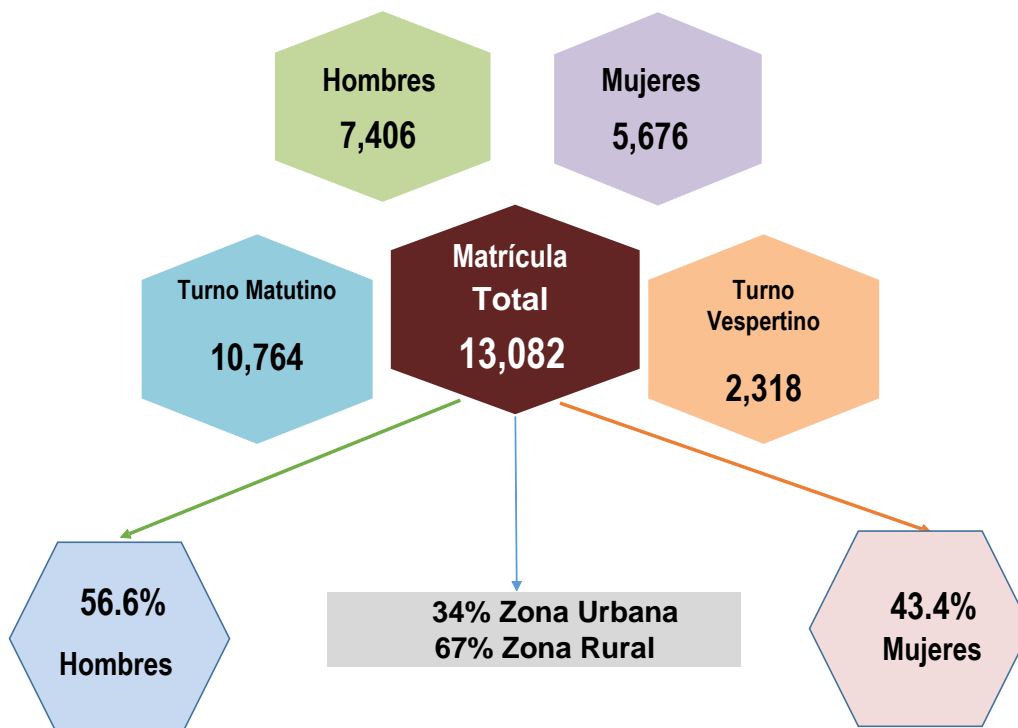 Hombres
7,406
Mujeres
5,676
Turno Matutino
10,764
Matrícula
Total
13,082
Turno
Vespertino
2,318
56.6%
Hombres
34% Zona Urbana
67% Zona Rural
43.4%
Mujeres